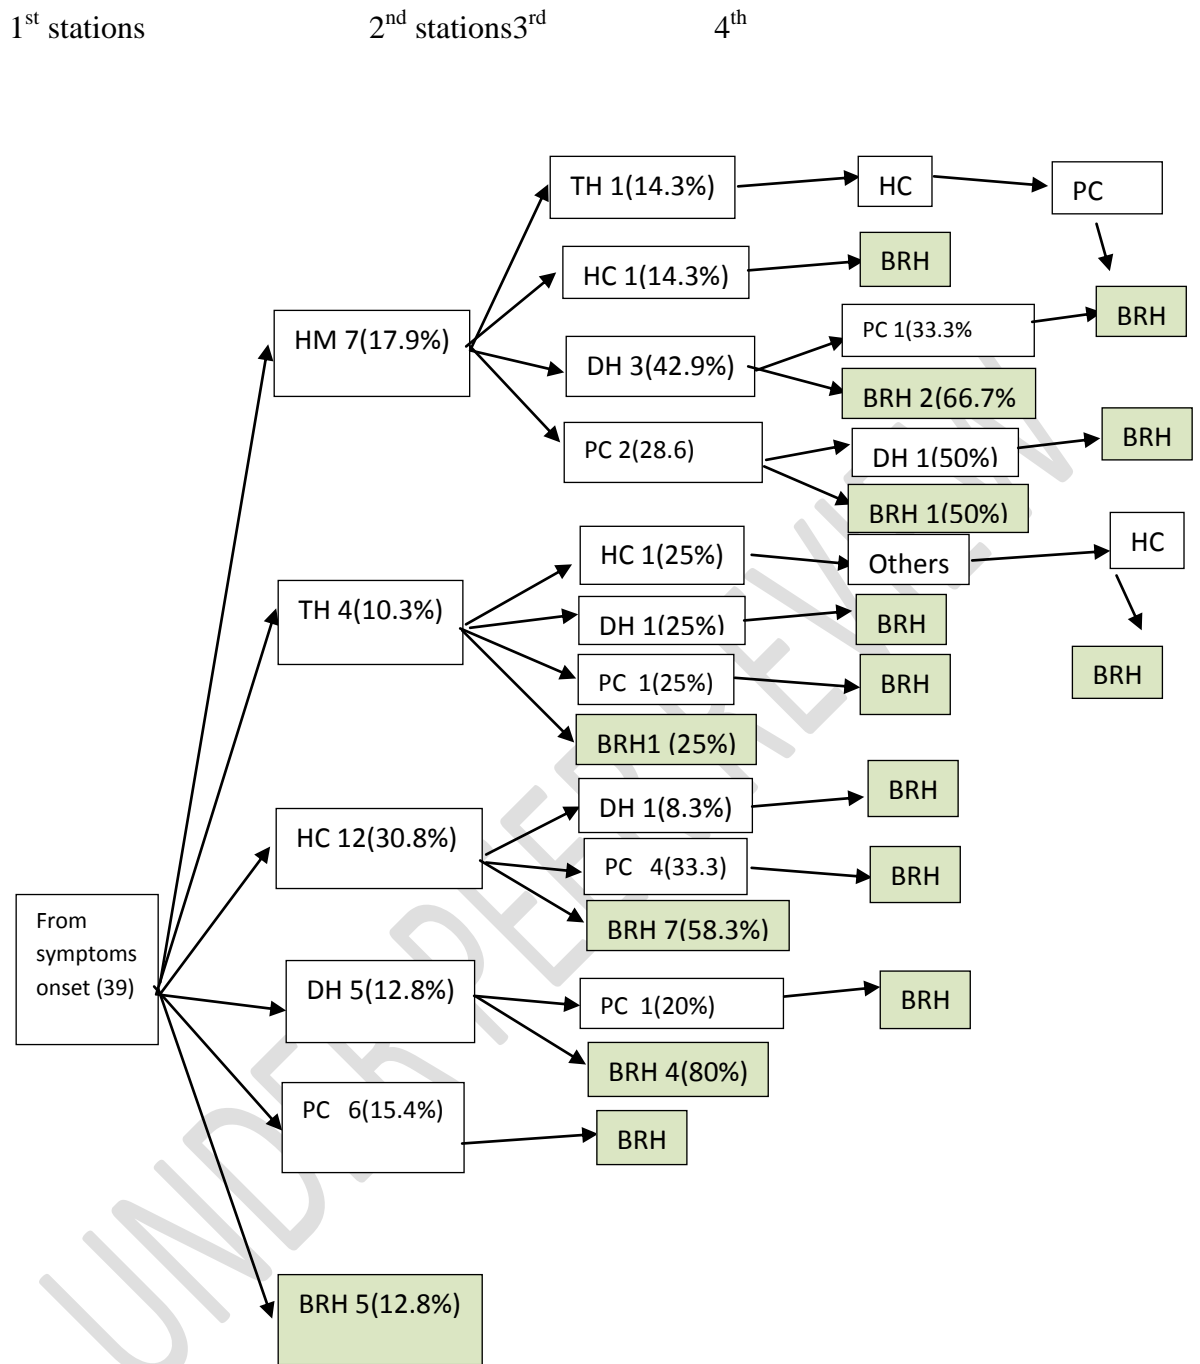 1st stations 2nd stations3rd 4th
TH 1(14.3%)
HC
PC
HC 1(14.3%)
BRH
BRH
HM 7(17.9%)
PC 1(33.3%
DH 3(42.9%)
BRH 2(66.7%
BRH
PC 2(28.6)
DH 1(50%)
BRH 1(50%)
HC 1(25%)
Others
HC
TH 4(10.3%)
DH 1(25%)
BRH
PC 1(25%)
BRH
BRH
BRH1 (25%)
DH 1(8.3%)
BRH
HC 12(30.8%)
PC 4(33.3)
BRH
BRH 7(58.3%)
From
symptoms
onset (39)
DH 5(12.8%)
PC 1(20%)
BRH
BRH 4(80%)
PC 6(15.4%)
BRH
BRH 5(12.8%)
UNDER PEER REVIEW